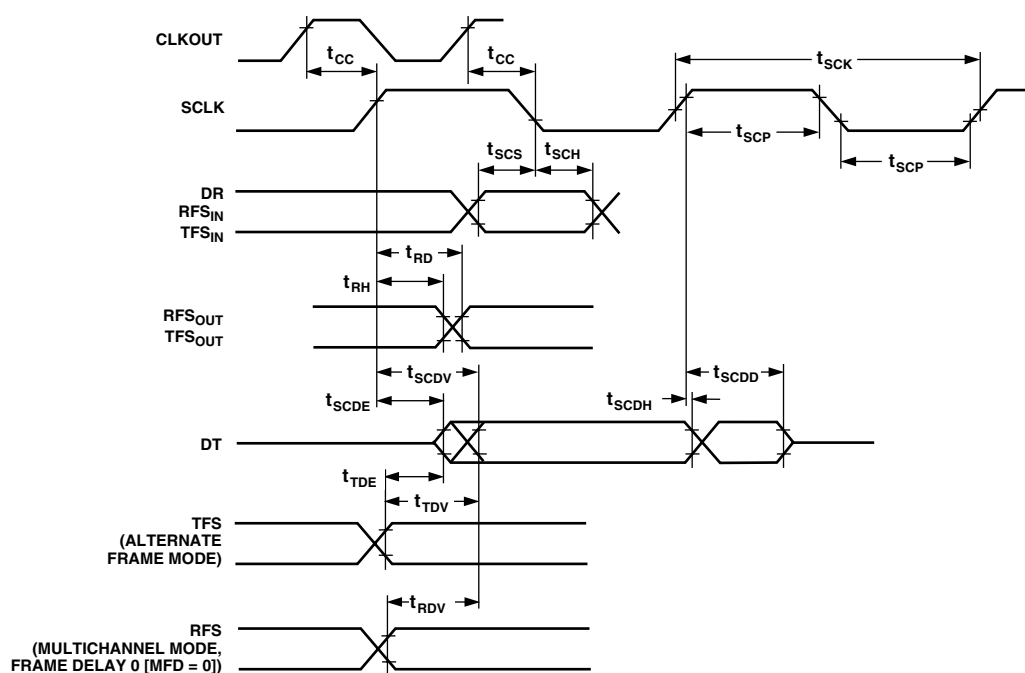 CLKOUT
tCC
tCC
tSCK
SCLK
tSCP
tSCP
tSCS
tSCH
DR
RFSIN
TFSIN
tRD
tRH
RFSOUT
TFSOUT
tSCDV
tSCDD
tSCDE
tSCDH
DT
tTDE
tTDV
TFS
(ALTERNATE
FRAME MODE)
tRDV
RFS
(MULTICHANNEL MODE,
FRAME DELAY 0 [MFD = 0])